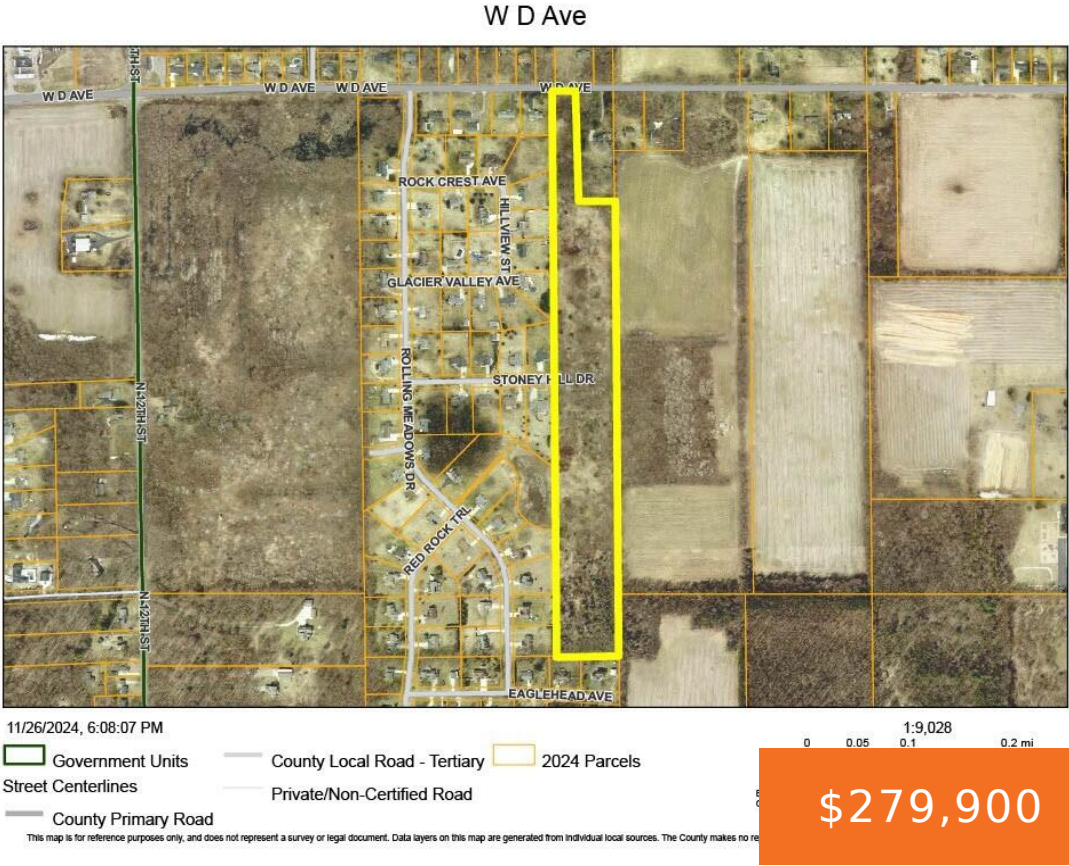 W D Ave
TH ST
W D AVE
W D AVE
W D AVE
W D AVE
ROCK CREST AVE
HILLVIEW ST
GLACIER VALLEY AVE
ROLLING MEADOWS DR
STONEY HILL DR
N 12TH ST
RED ROCK TRL
N 12TH ST
EAGLEHEAD AVE
11/26/2024, 6:08:07 PM
1:9,028
0 0.05 0.1 0.2 mi
Government Units
County Local Road - Tertiary
2024 Parcels
Street Centerlines
Private/Non-Certified Road
County Primary Road
$279,900
This map is for reference purposes only, and does not represent a survey or legal document. Data layers on this map are generated from individual local sources. The County makes no re